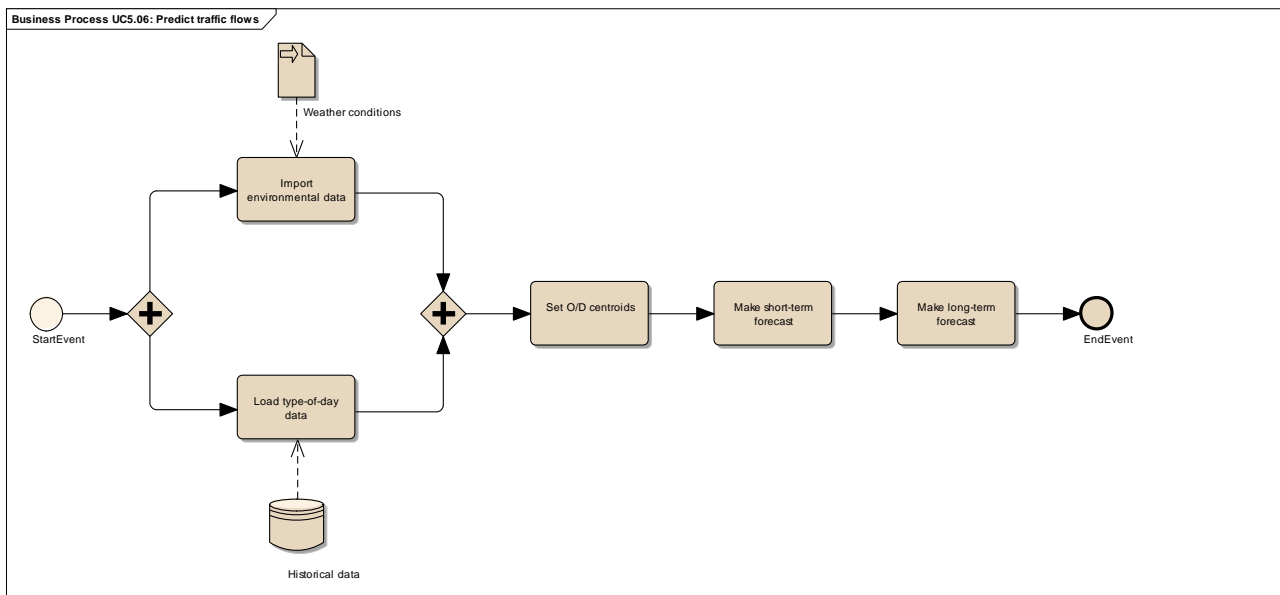 Business Process UC5.06: Predict traffic flows
Weather conditions
Import
environmental data
StartEvent
Set O/D centroids
Make short-term
forecast
Make long-term
forecast
EndEvent
Load type-of-day
data
Historical data